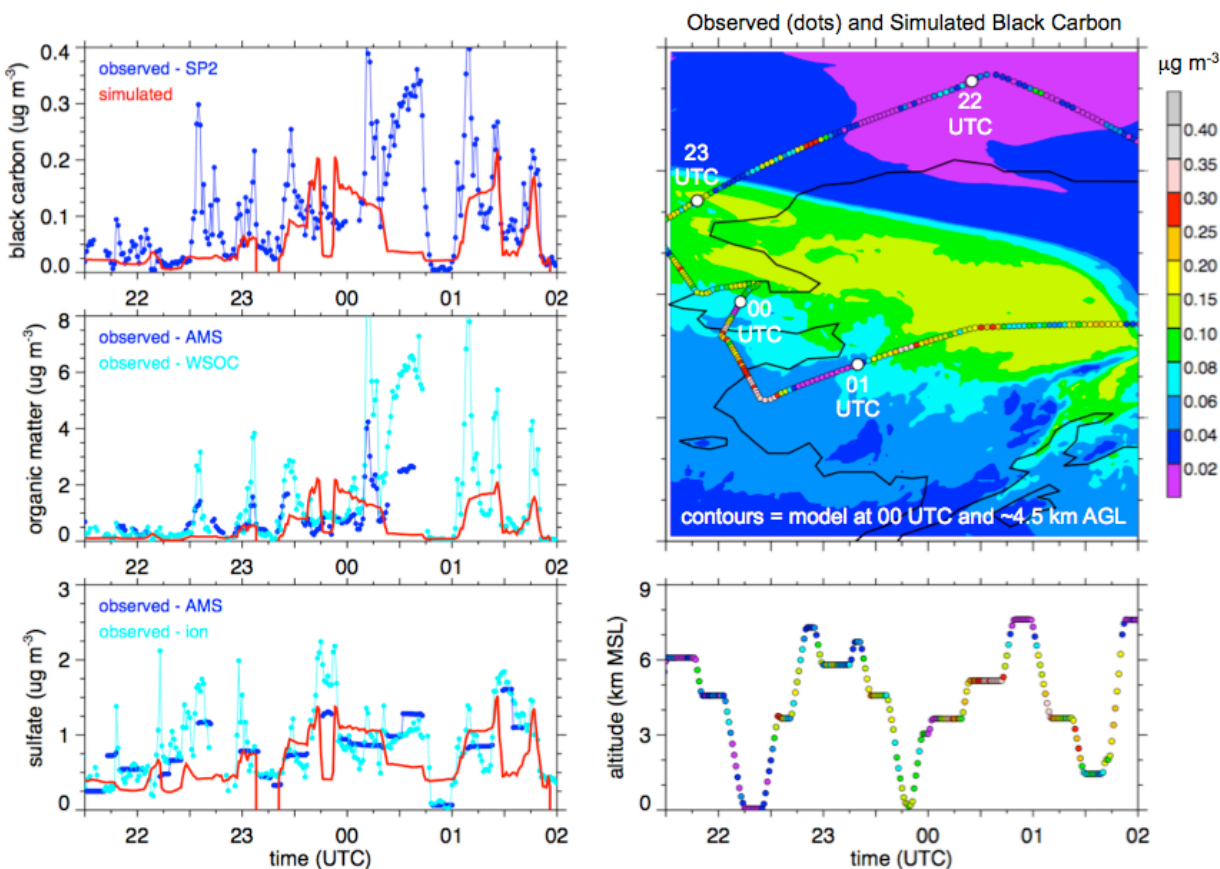 Observed (dots) and Simulated Black Carbon
0.4
0.3
0.2
0.1
0.0
black carbon (ug m-3)
observed - SP2
simulated
22 23 00 01 02
8
6
4
2
0
organic matter (ug m-3)
observed - AMS
observed - WSOC
22 23 00 01 02
3
2
1
0
sulfate (ug m-3)
observed - AMS
observed - ion
22 23 00 01 02
time (UTC)
22
UTC
23
UTC
00
UTC
01
UTC
contours = model at 00 UTC and ~4.5 km AGL
µg m-3
0.40
0.35
0.30
0.25
0.20
0.15
0.10
0.08
0.06
0.04
0.02
9
6
3
0
altitude (km MSL)
22 23 00 01 02
time (UTC)